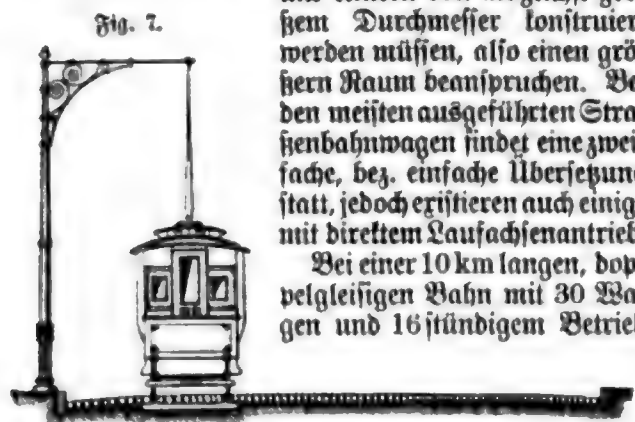 Fig. 7.
ßem Durchmesser konstruier
werden müssen, also einen grö
ßern Raum beanspruchen. Be
den meisten ausgeführten Stra
ßenbahnwagen findet eine zwei
fache, bez. einfache Übersetzun
statt, jedoch existieren auch einig
mit direktem Laufachsenantrieb
Bei einer 10 km langen, dop
pelgleisigen Bahn mit 30 Wa
gen und 16stündigem Betrieb